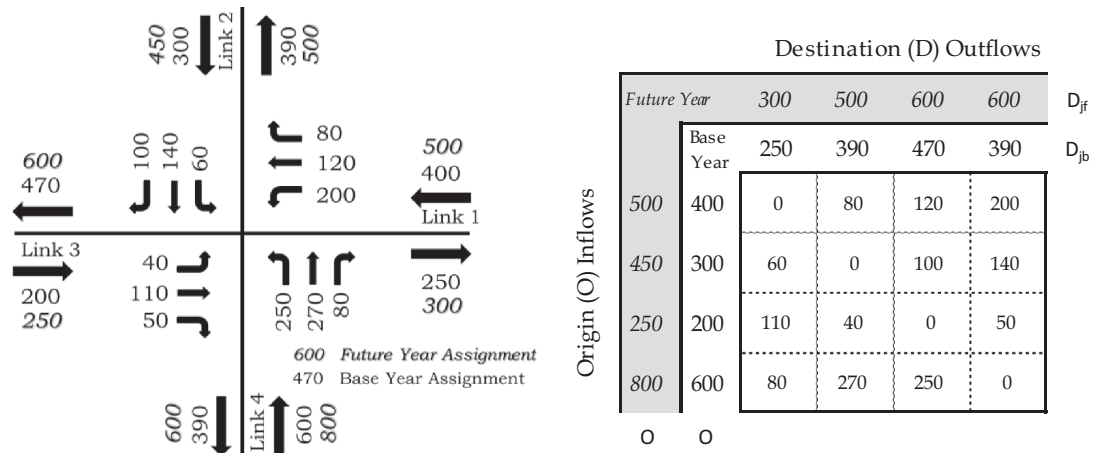 450
300
Link 2
390
500
100
140
60
80
120
200
600
470
500
400
Link 1
Link 3
200
250
40
110
50
250
270
80
250
300
600 Future Year Assignment
470 Base Year Assignment
600
390
Link 4
600
800
Destination (D) Outflows
Future Year 300 500 600 600 Djf
Base Year 250 390 470 390 Djb
Origin (O) Inflows
500 400 0 80 120 200
450 300 60 0 100 140
250 200 110 40 0 50
800 600 80 270 250 0
O O